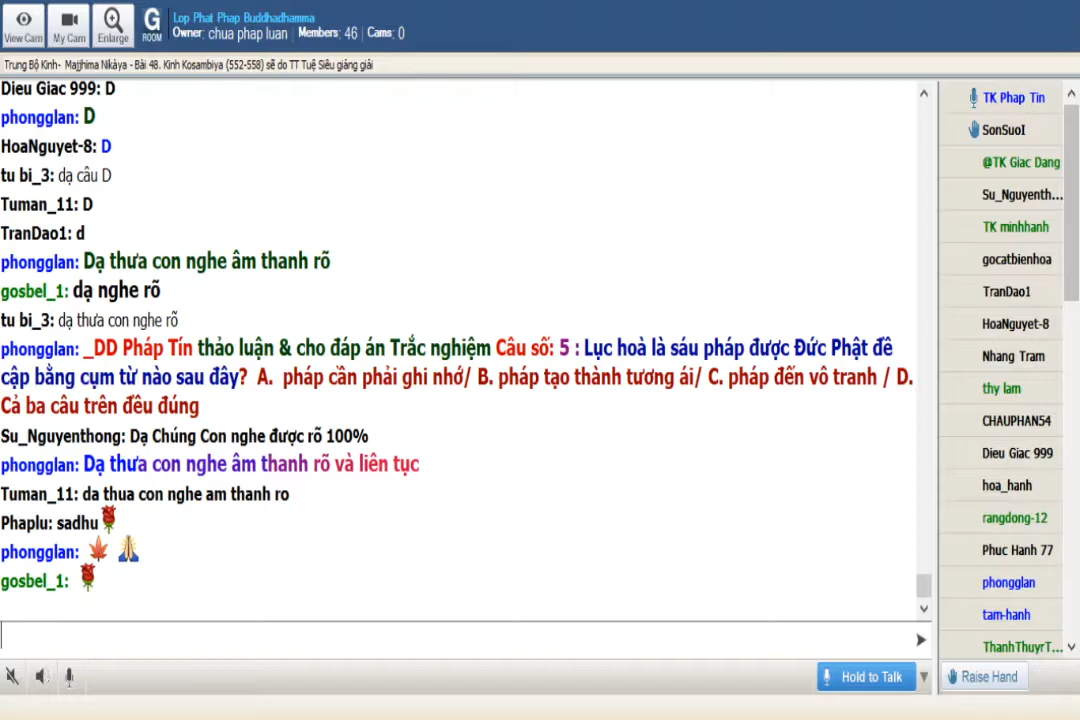 View Cam
My Cam
Enlarge
G
ROOM
Lop Phat Phap Buddhadhamma
Owner: chua phap luan | Members: 46 | Cams: 0
Trung Bộ Kinh- Majjhima Nikàya - Bài 48. Kinh Kosambiya (552-558) sẽ do TT Tuệ Siêu giảng giải
Dieu Giac 999: D
phongglan: D
HoaNguyet-8: D
tu bi_3: dạ câu D
Tuman_11: D
TranDao1: d
phongglan: Dạ thưa con nghe âm thanh rõ
gosbel_1: dạ nghe rõ
tu bi_3: dạ thưa con nghe rõ
phongglan: _DD Pháp Tín thảo luận & cho đáp án Trắc nghiệm Câu số: 5 : Lục hoà là sáu pháp được Đức Phật đề
cập bằng cụm từ nào sau đây? A. pháp cần phải ghi nhớ/ B. pháp tạo thành tương ái/ C. pháp đến vô tranh / D.
Cả ba câu trên đều đúng
Su_Nguyenthong: Dạ Chúng Con nghe được rõ 100%
phongglan: Dạ thưa con nghe âm thanh rõ và liên tục
Tuman_11: da thua con nghe am thanh ro
Phaplu: sadhu
phongglan:
gosbel_1:
TK Phap Tin
SonSuoI
@TK Giac Dang
Su_Nguyenth...
TK minhhanh
gocatbienhoa
TranDao1
HoaNguyet-8
Nhang Tram
thy lam
CHAUPHAN54
Dieu Giac 999
hoa_hanh
rangdong-12
Phuc Hanh 77
phongglan
tam-hanh
ThanhThuyrT...
Hold to Talk
Raise Hand